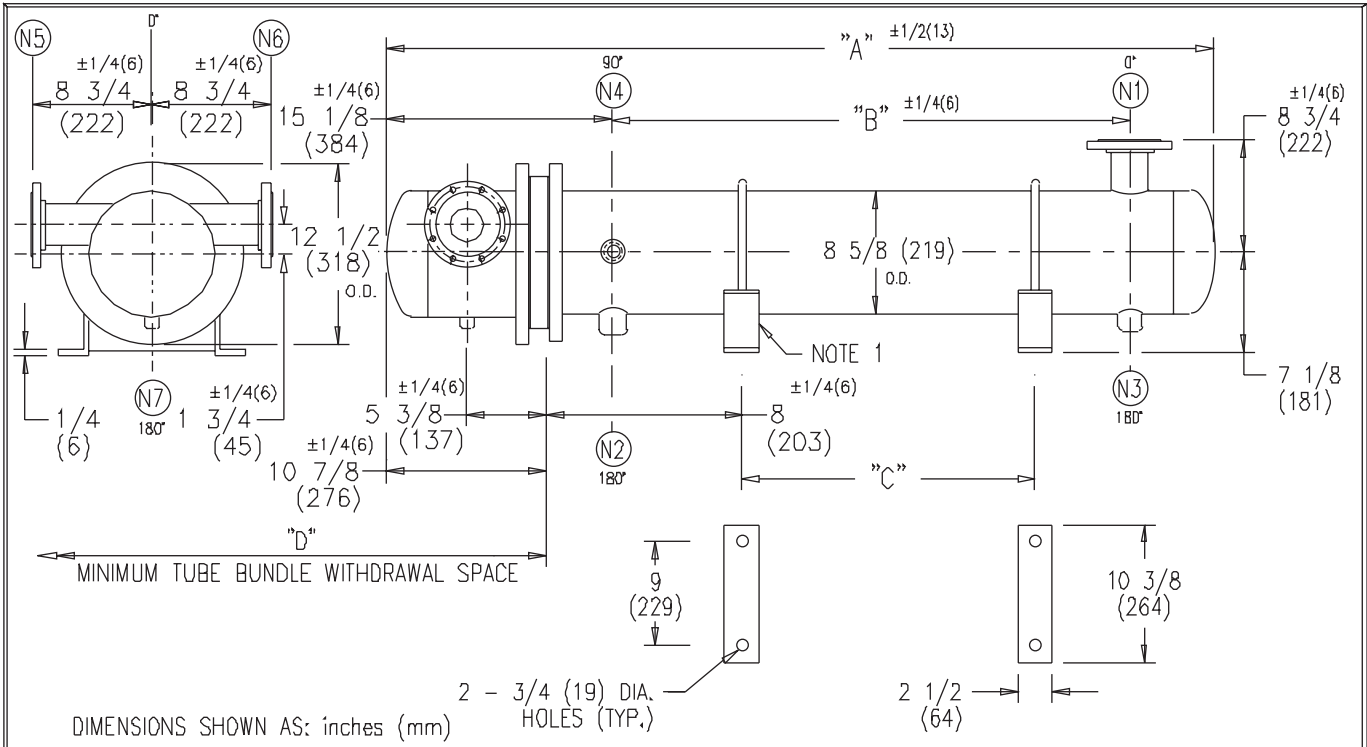 N5
0°
N6
±1/4(6)
±1/4(6)
8 3/4
(222)
8 3/4
(222)
±1/4(6)
15 1/8
(384)
"A" ±1/2(13)
90°
N4
"B" ±1/4(6)
0°
N1
±1/4(6)
8 3/4
(222)
12 1/2
(318)
O.D.
8 5/8 (219)
O.D.
NOTE 1
1/4
(6)
N7
180°
±1/4(6)
1 3/4
(45)
±1/4(6)
5 3/8
(137)
±1/4(6)
8
(203)
N3
180°
7 1/8
(181)
±1/4(6)
10 7/8
(276)
N2
180°
"C"
"D"
MINIMUM TUBE BUNDLE WITHDRAWAL SPACE
9
(229)
10 3/8
(264)
2 - 3/4 (19) DIA.
HOLES (TYP.)
2 1/2
(64)
DIMENSIONS SHOWN AS: inches (mm)